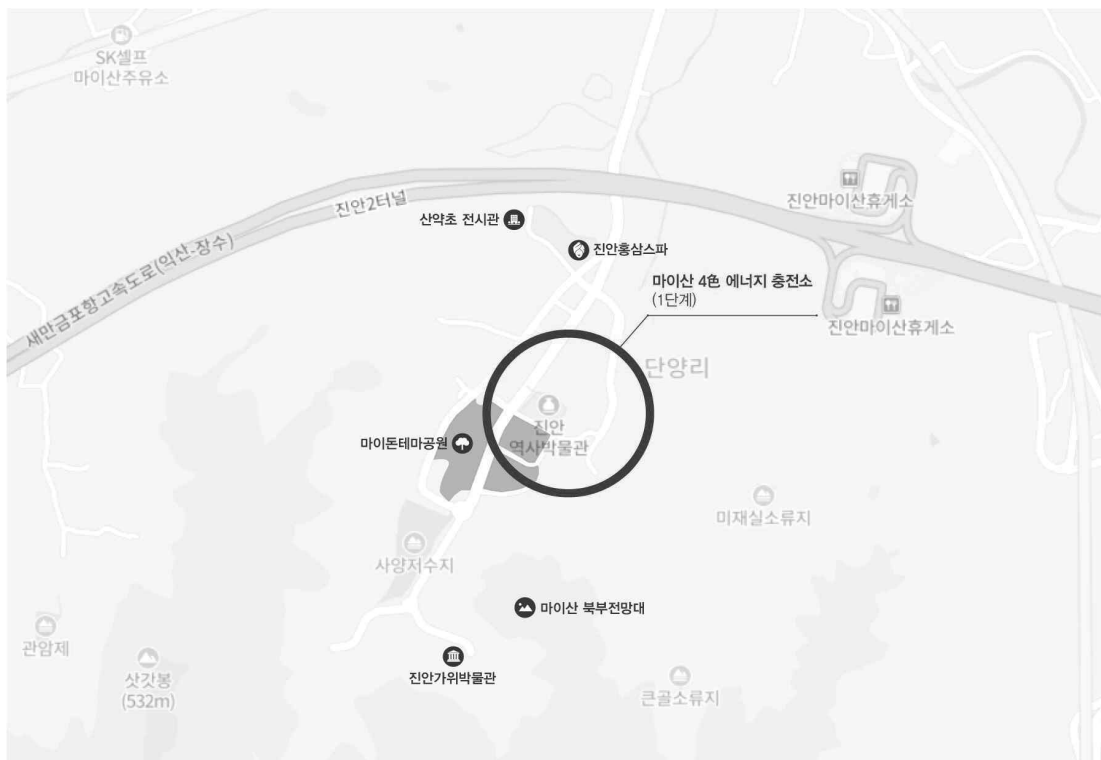 SK셀프
마이산주유소
진안2터널
새만금포항고속도로(익산-장수)
산약초 전시관
진안홍삼스파
진안마이산휴게소
마이산 4色 에너지 충전소
(1단계)
진안마이산휴게소
단양리
진안
역사박물관
마이돈테마공원
미재실소류지
사양저수지
마이산 북부전망대
관암제
삿갓봉
(532m)
진안가위박물관
큰골소류지